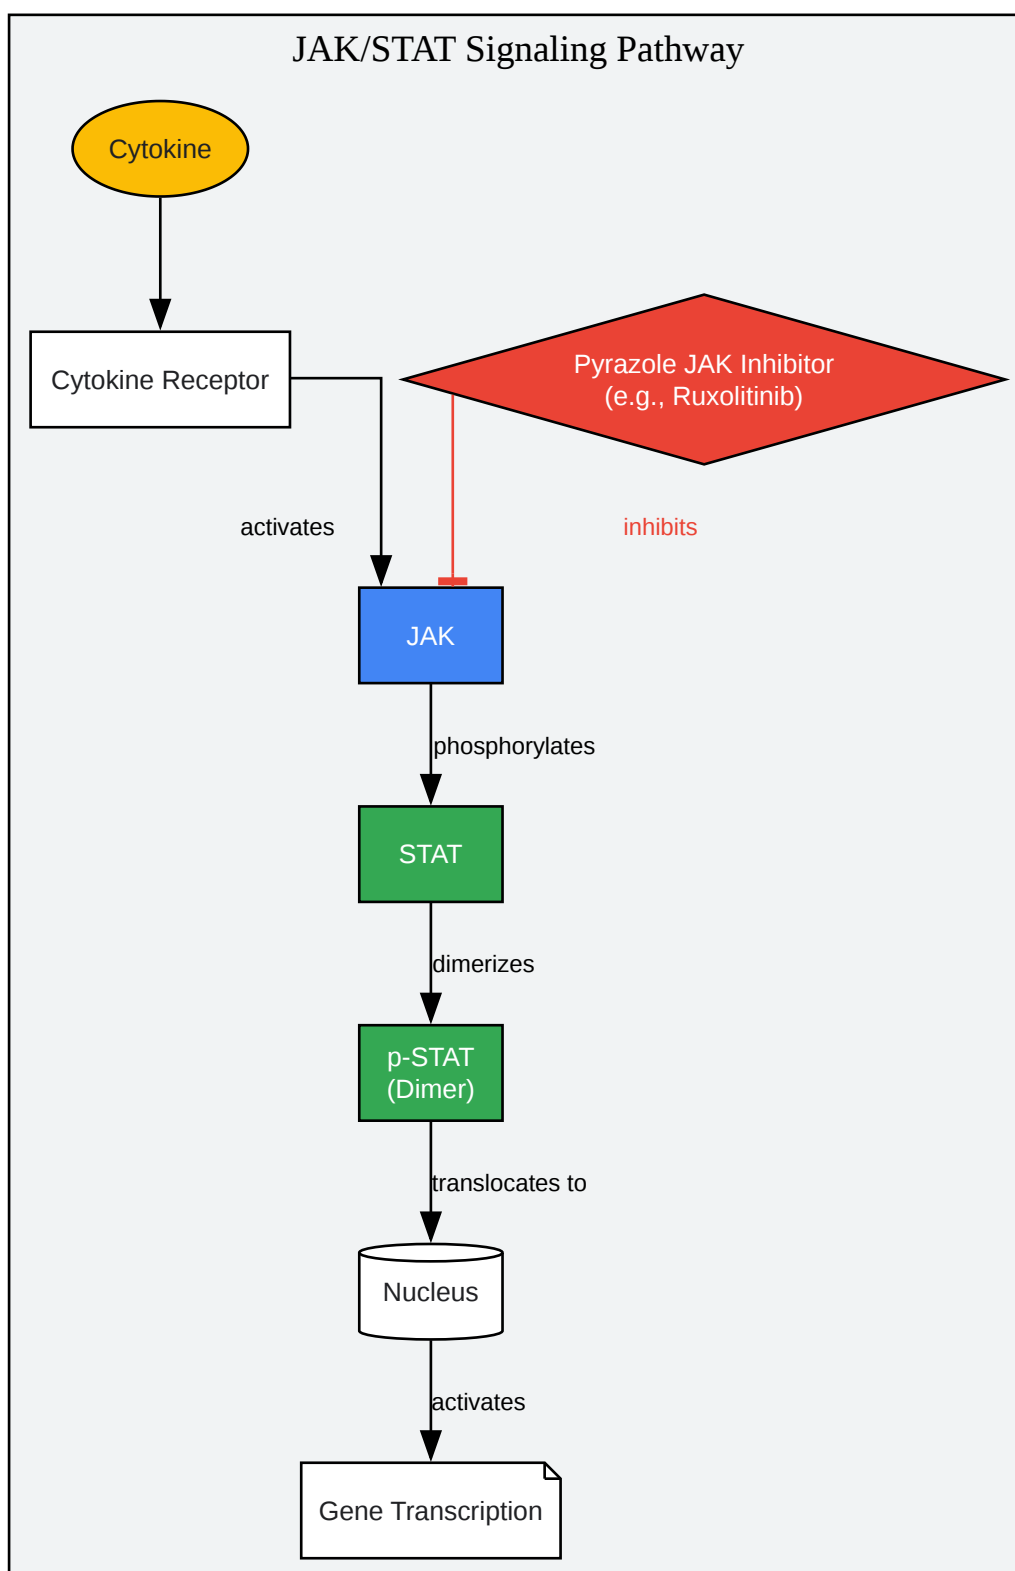 JAK/STAT Signaling Pathway
Cytokine
Cytokine Receptor
Pyrazole JAK Inhibitor
(e.g., Ruxolitinib)
activates
inhibits
JAK
phosphorylates
STAT
dimerizes
p-STAT
(Dimer)
translocates to
Nucleus
activates
Gene Transcription